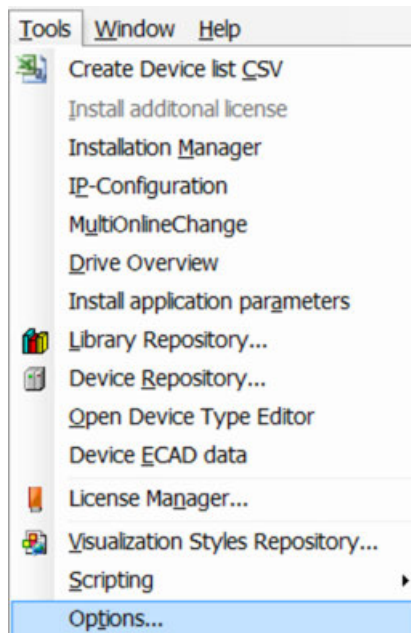 Tools Window Help
Create Device list CSV
Install additonal license
Installation Manager
IP-Configuration
MultiOnlineChange
Drive Overview
Install application parameters
Library Repository...
Device Repository...
Open Device Type Editor
Device ECAD data
License Manager...
Visualization Styles Repository...
Scripting
Options...